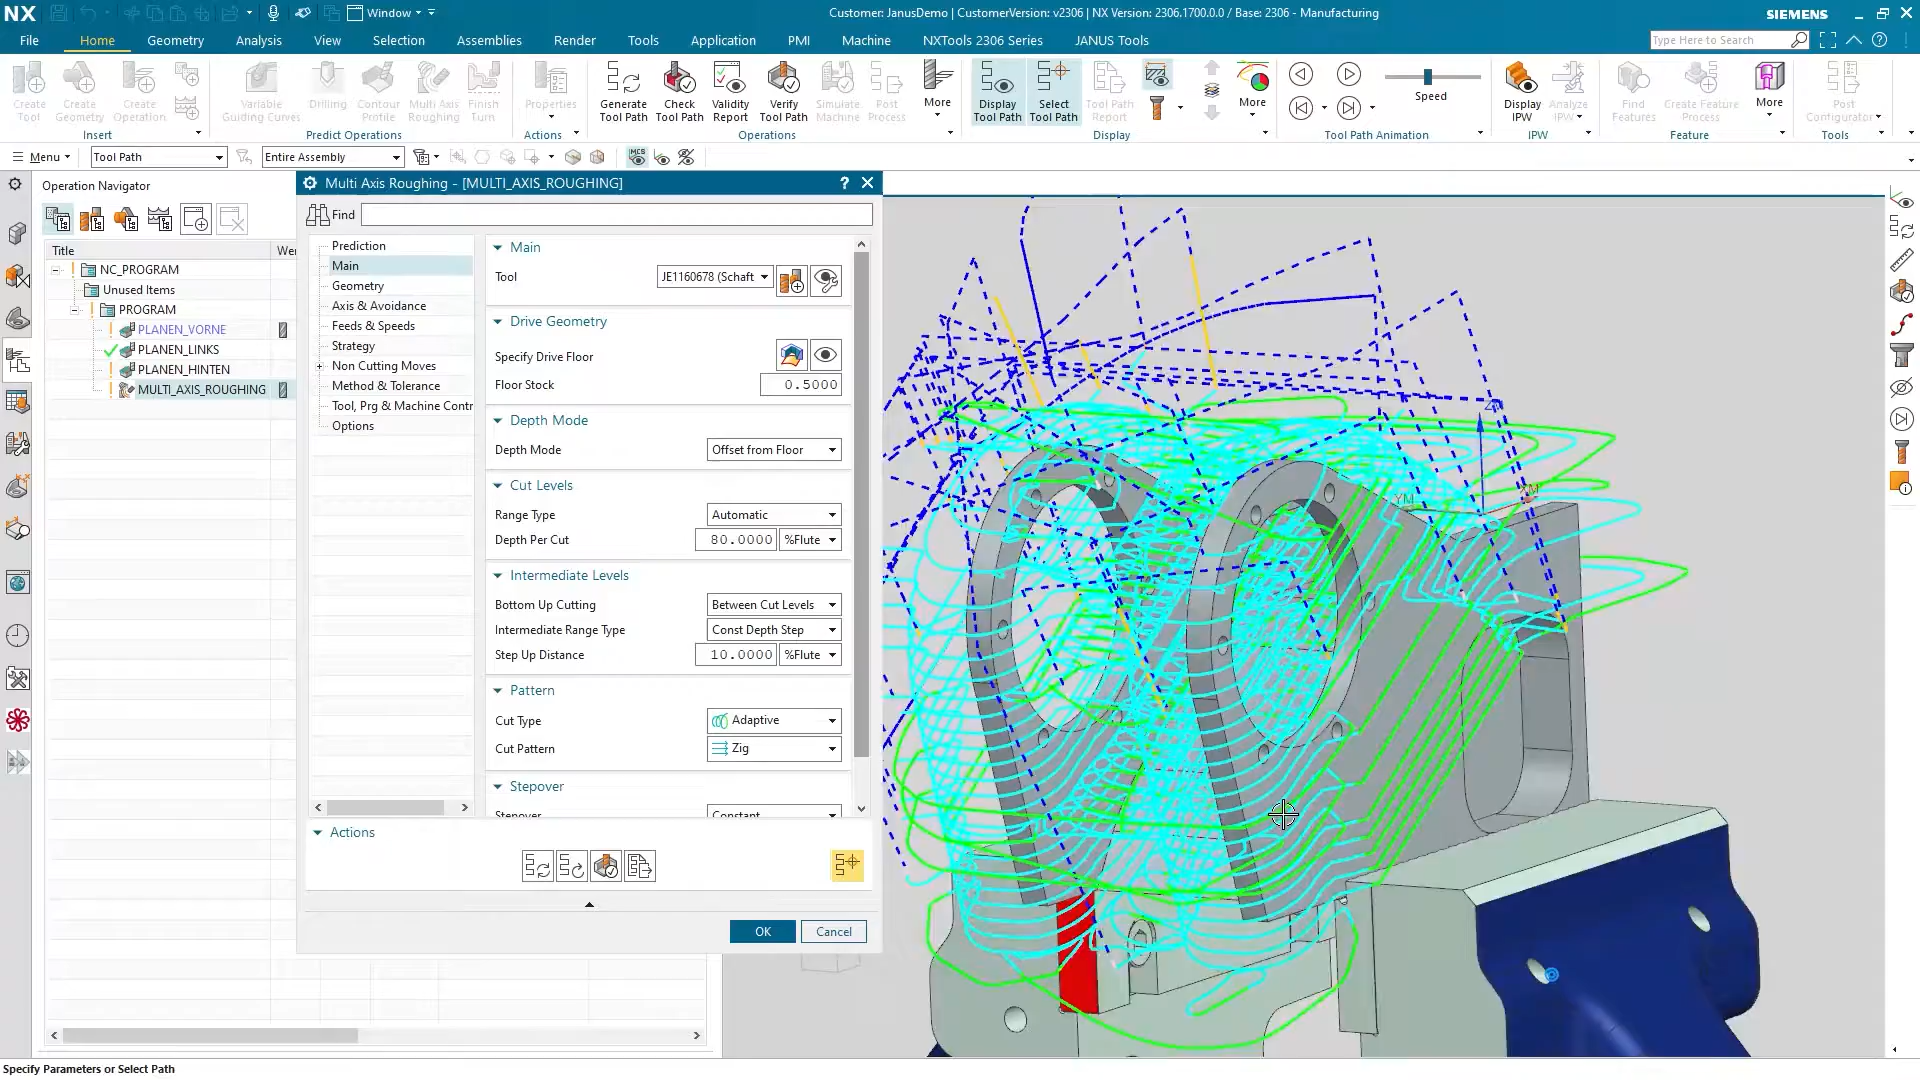 NX
Window
Customer: JanusDemo | CustomerVersion: v2306 | NX Version: 2306.1700.0.0 / Base: 2306 - Manufacturing
SIEMENS
File
Home
Geometry
Analysis
View
Selection
Assemblies
Render
Tools
Application
PMI
Machine
NXTools 2306 Series
JANUS Tools
Type Here to Search
Create Tool
Create Geometry
Create Operation
Insert
Variable Guiding Curves
Drilling
Contour Profile
Multi Axis Roughing
Finish Turn
Predict Operations
Properties
Actions
Generate Tool Path
Check Tool Path
Validity Report
Verify Tool Path
Simulate Machine
Post Process
More
Operations
Display Tool Path
Select Tool Path
Tool Path Report
More
Display
Speed
Tool Path Animation
Display IPW
Analyze IPW
IPW
Find Features
Create Feature Process
More
Feature
Post Configurator
Tools
Menu
Tool Path
Entire Assembly
MCS
Operation Navigator
Title
Wer
NC_PROGRAM
Unused Items
PROGRAM
PLANEN_VORNE
PLANEN_LINKS
PLANEN_HINTEN
MULTI_AXIS_ROUGHING
Multi Axis Roughing - [MULTI_AXIS_ROUGHING]
Find
Prediction
Main
Geometry
Axis & Avoidance
Feeds & Speeds
Strategy
Non Cutting Moves
Method & Tolerance
Tool, Prg & Machine Contr
Options
Main
Tool
JE1160678 (Schaft
Drive Geometry
Specify Drive Floor
Floor Stock
0.5000
Depth Mode
Depth Mode
Offset from Floor
Cut Levels
Range Type
Automatic
Depth Per Cut
80.0000
%Flute
Intermediate Levels
Bottom Up Cutting
Between Cut Levels
Intermediate Range Type
Const Depth Step
Step Up Distance
10.0000
%Flute
Pattern
Cut Type
Adaptive
Cut Pattern
Zig
Stepover
Stepover
Constant
Actions
OK
Cancel
YM
XM
Specify Parameters or Select Path